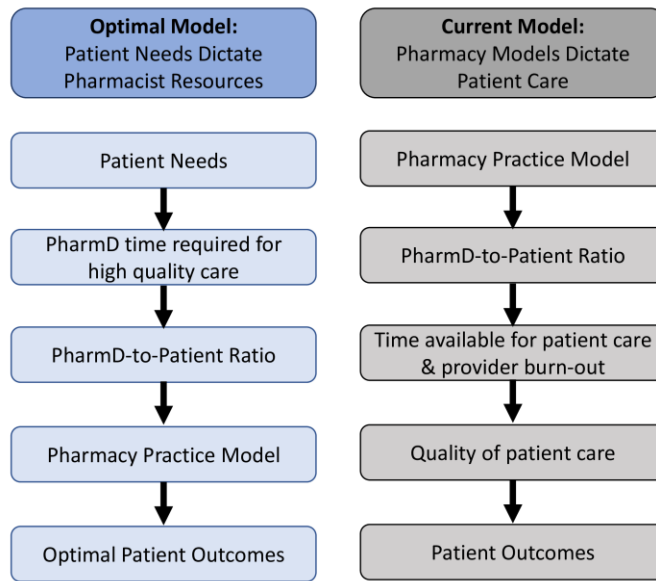 Optimal Model:
Patient Needs Dictate
Pharmacist Resources
Patient Needs
PharmD time required for
high quality care
PharmD-to-Patient Ratio
Pharmacy Practice Model
Optimal Patient Outcomes
Current Model:
Pharmacy Models Dictate
Patient Care
Pharmacy Practice Model
PharmD-to-Patient Ratio
Time available for patient care
& provider burn-out
Quality of patient care
Patient Outcomes